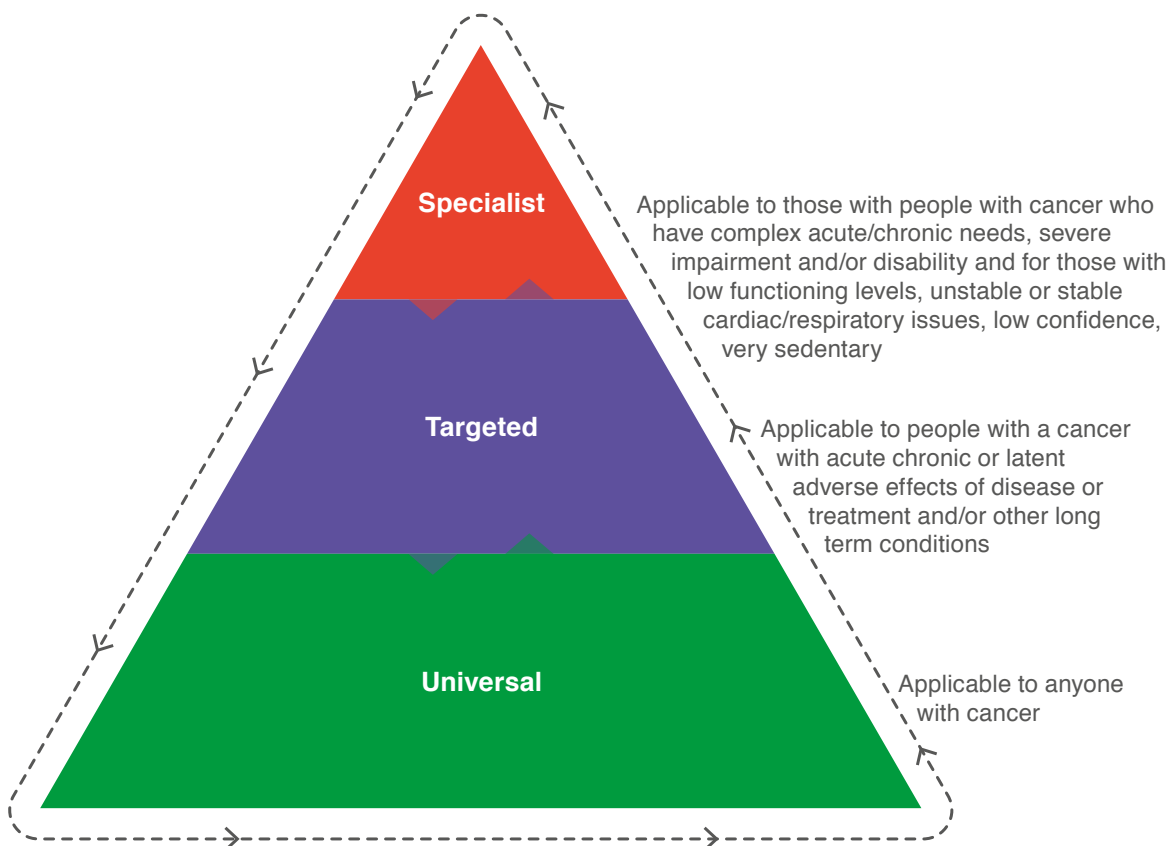 Specialist
Applicable to those with people with cancer who
have complex acute/chronic needs, severe
impairment and/or disability and for those with
low functioning levels, unstable or stable
cardiac/respiratory issues, low confidence,
very sedentary
Targeted
Applicable to people with a cancer
with acute chronic or latent
adverse effects of disease or
treatment and/or other long
term conditions
Universal
Applicable to anyone
with cancer